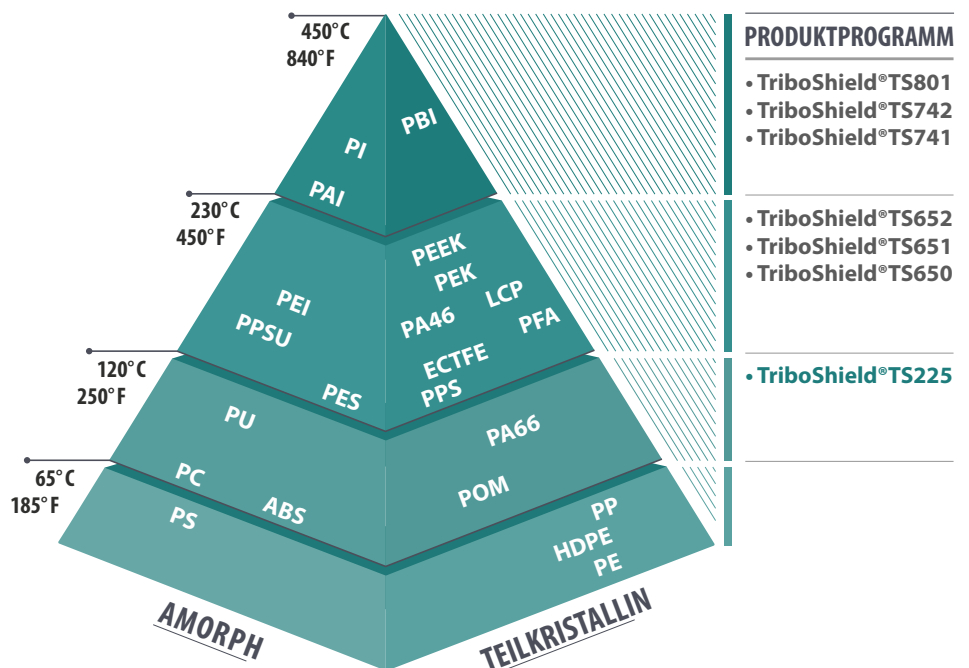 450°C
840°F
PRODUKTPROGRAMM
• TriboShield®TS801
• TriboShield®TS742
• TriboShield®TS741
PBI
PI
PAI
230°C
450°F
• TriboShield®TS652
• TriboShield®TS651
• TriboShield®TS650
PEEK
PEK
LCP
PEI
PA46
PFA
PPSU
ECTFE
PES
PPS
120°C
250°F
• TriboShield®TS225
PU
PA66
65°C
185°F
PC
POM
ABS
PS
PP
HDPE
PE
AMORPH
TEILKRISTALLIN